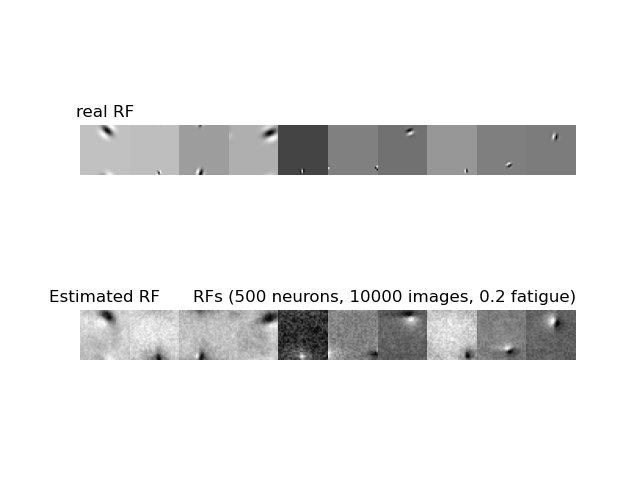 real RF
Estimated RF
RFs (500 neurons, 10000 images, 0.2 fatigue)